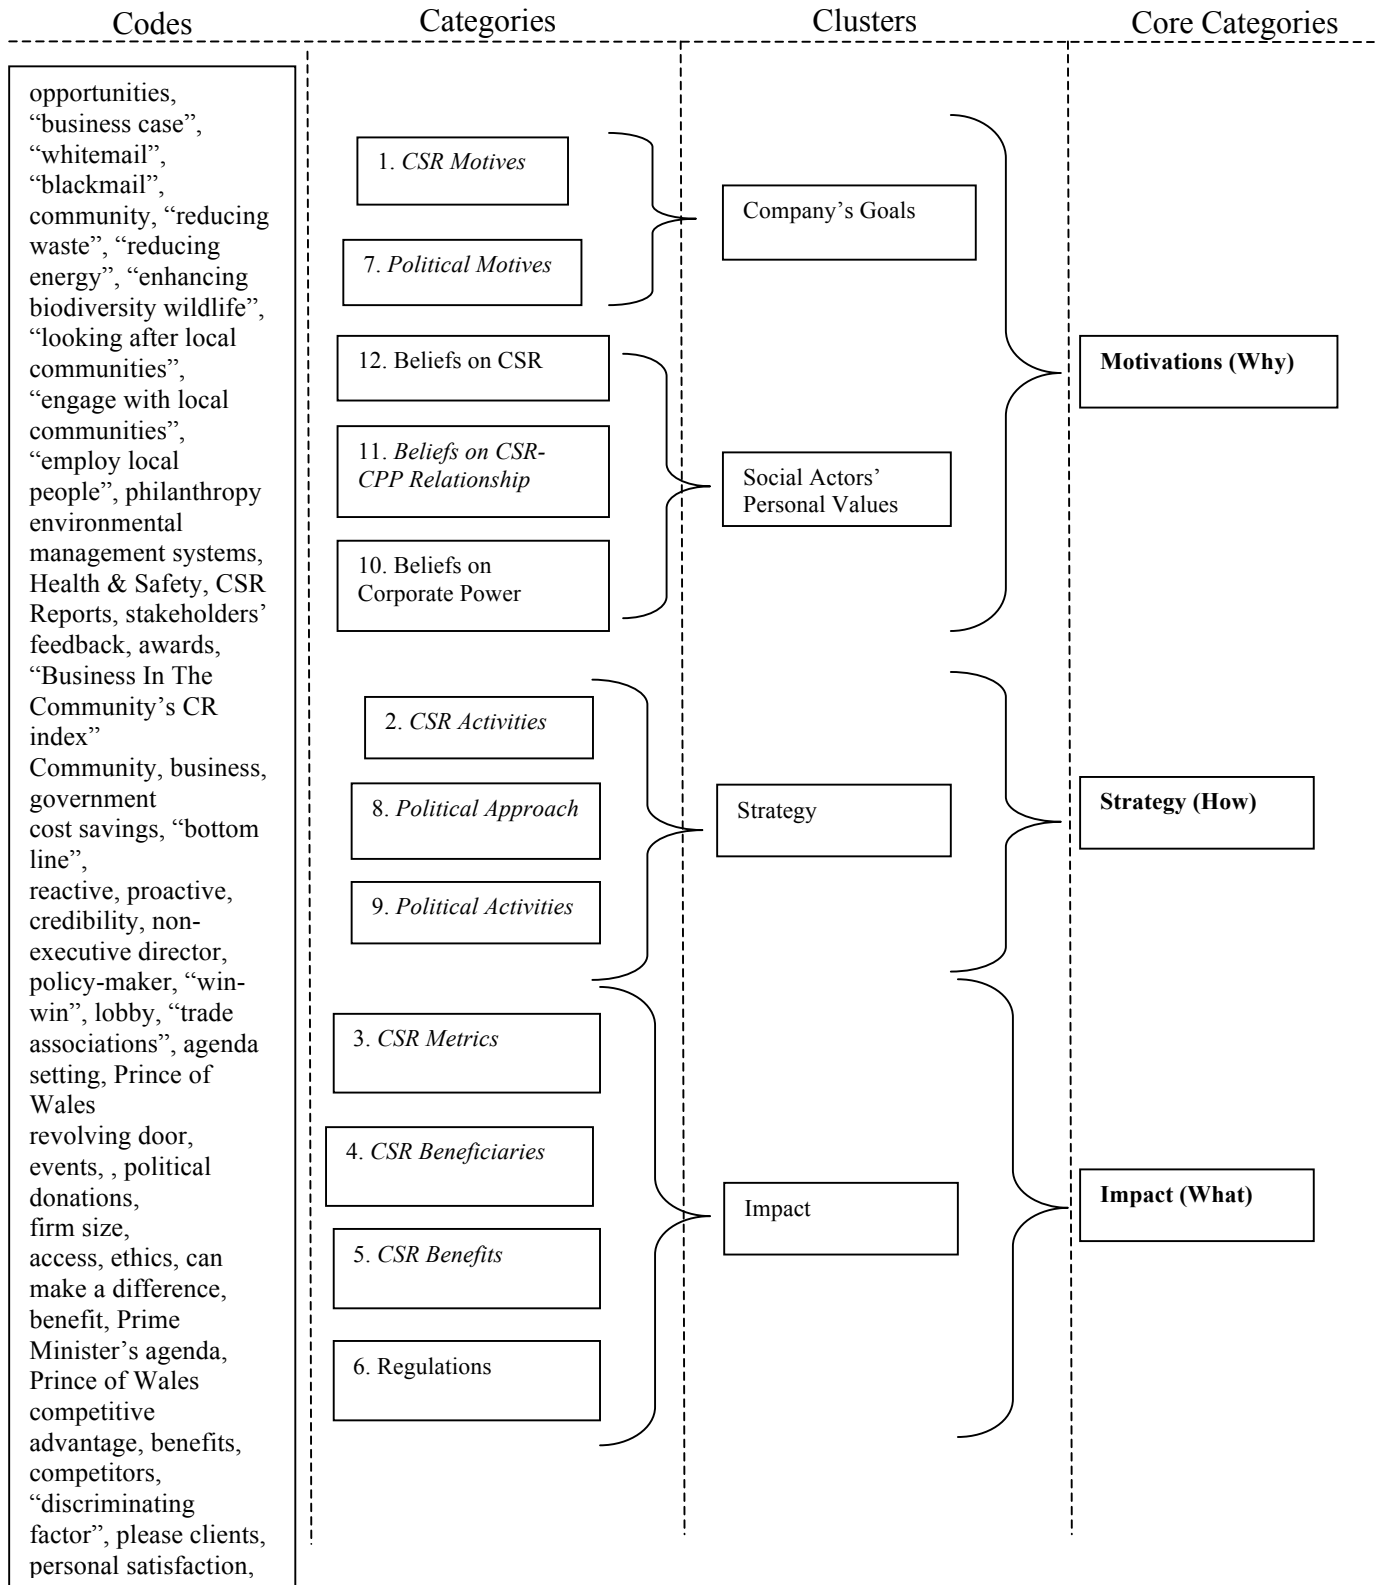 Codes
Categories
Clusters
Core Categories
opportunities,
“business case”,
“whitemail”,
“blackmail”,
community, “reducing
waste”, “reducing
energy”, “enhancing
biodiversity wildlife”,
“looking after local
communities”,
“engage with local
communities”,
“employ local
people”, philanthropy
environmental
management systems,
Health & Safety, CSR
Reports, stakeholders’
feedback, awards,
“Business In The
Community’s CR
index”
Community, business,
government
cost savings, “bottom
line”,
reactive, proactive,
credibility, non-
executive director,
policy-maker, “win-
win”, lobby, “trade
associations”, agenda
setting, Prince of
Wales
revolving door,
events, , political
donations,
firm size,
access, ethics, can
make a difference,
benefit, Prime
Minister’s agenda,
Prince of Wales
competitive
advantage, benefits,
competitors,
“discriminating
factor”, please clients,
personal satisfaction,
1. CSR Motives
7. Political Motives
12. Beliefs on CSR
11. Beliefs on CSR-
CPP Relationship
10. Beliefs on
Corporate Power
2. CSR Activities
8. Political Approach
9. Political Activities
3. CSR Metrics
4. CSR Beneficiaries
5. CSR Benefits
6. Regulations
Company’s Goals
Social Actors’
Personal Values
Strategy
Impact
Motivations (Why)
Strategy (How)
Impact (What)